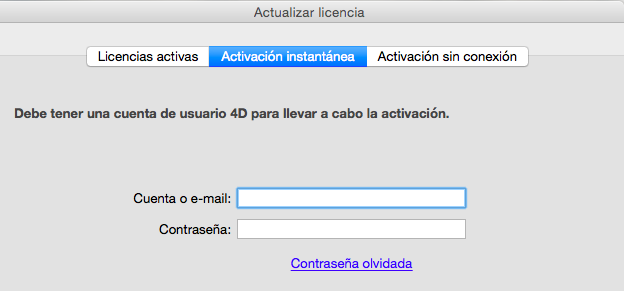 Actualizar licencia
Licencias activas Activación instantánea Activación sin conexión
Debe tener una cuenta de usuario 4D para llevar a cabo la activación.
Cuenta o e-mail:
Contraseña:
Contraseña olvidada